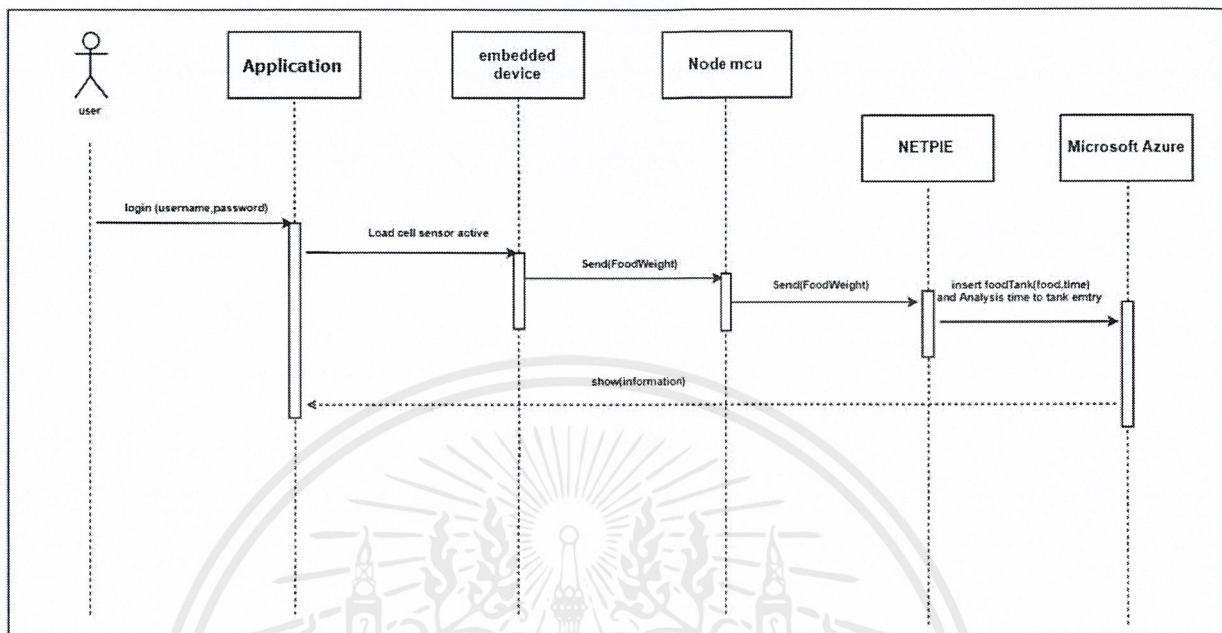 user
Application
embedded
device
Node mcu
NETPIE
Microsoft Azure
login (username,password)
Load cell sensor active
Send(FoodWeight)
Send(FoodWeight)
insert foodTank(food,time)
and Analysis time to tank emtry
show(information)